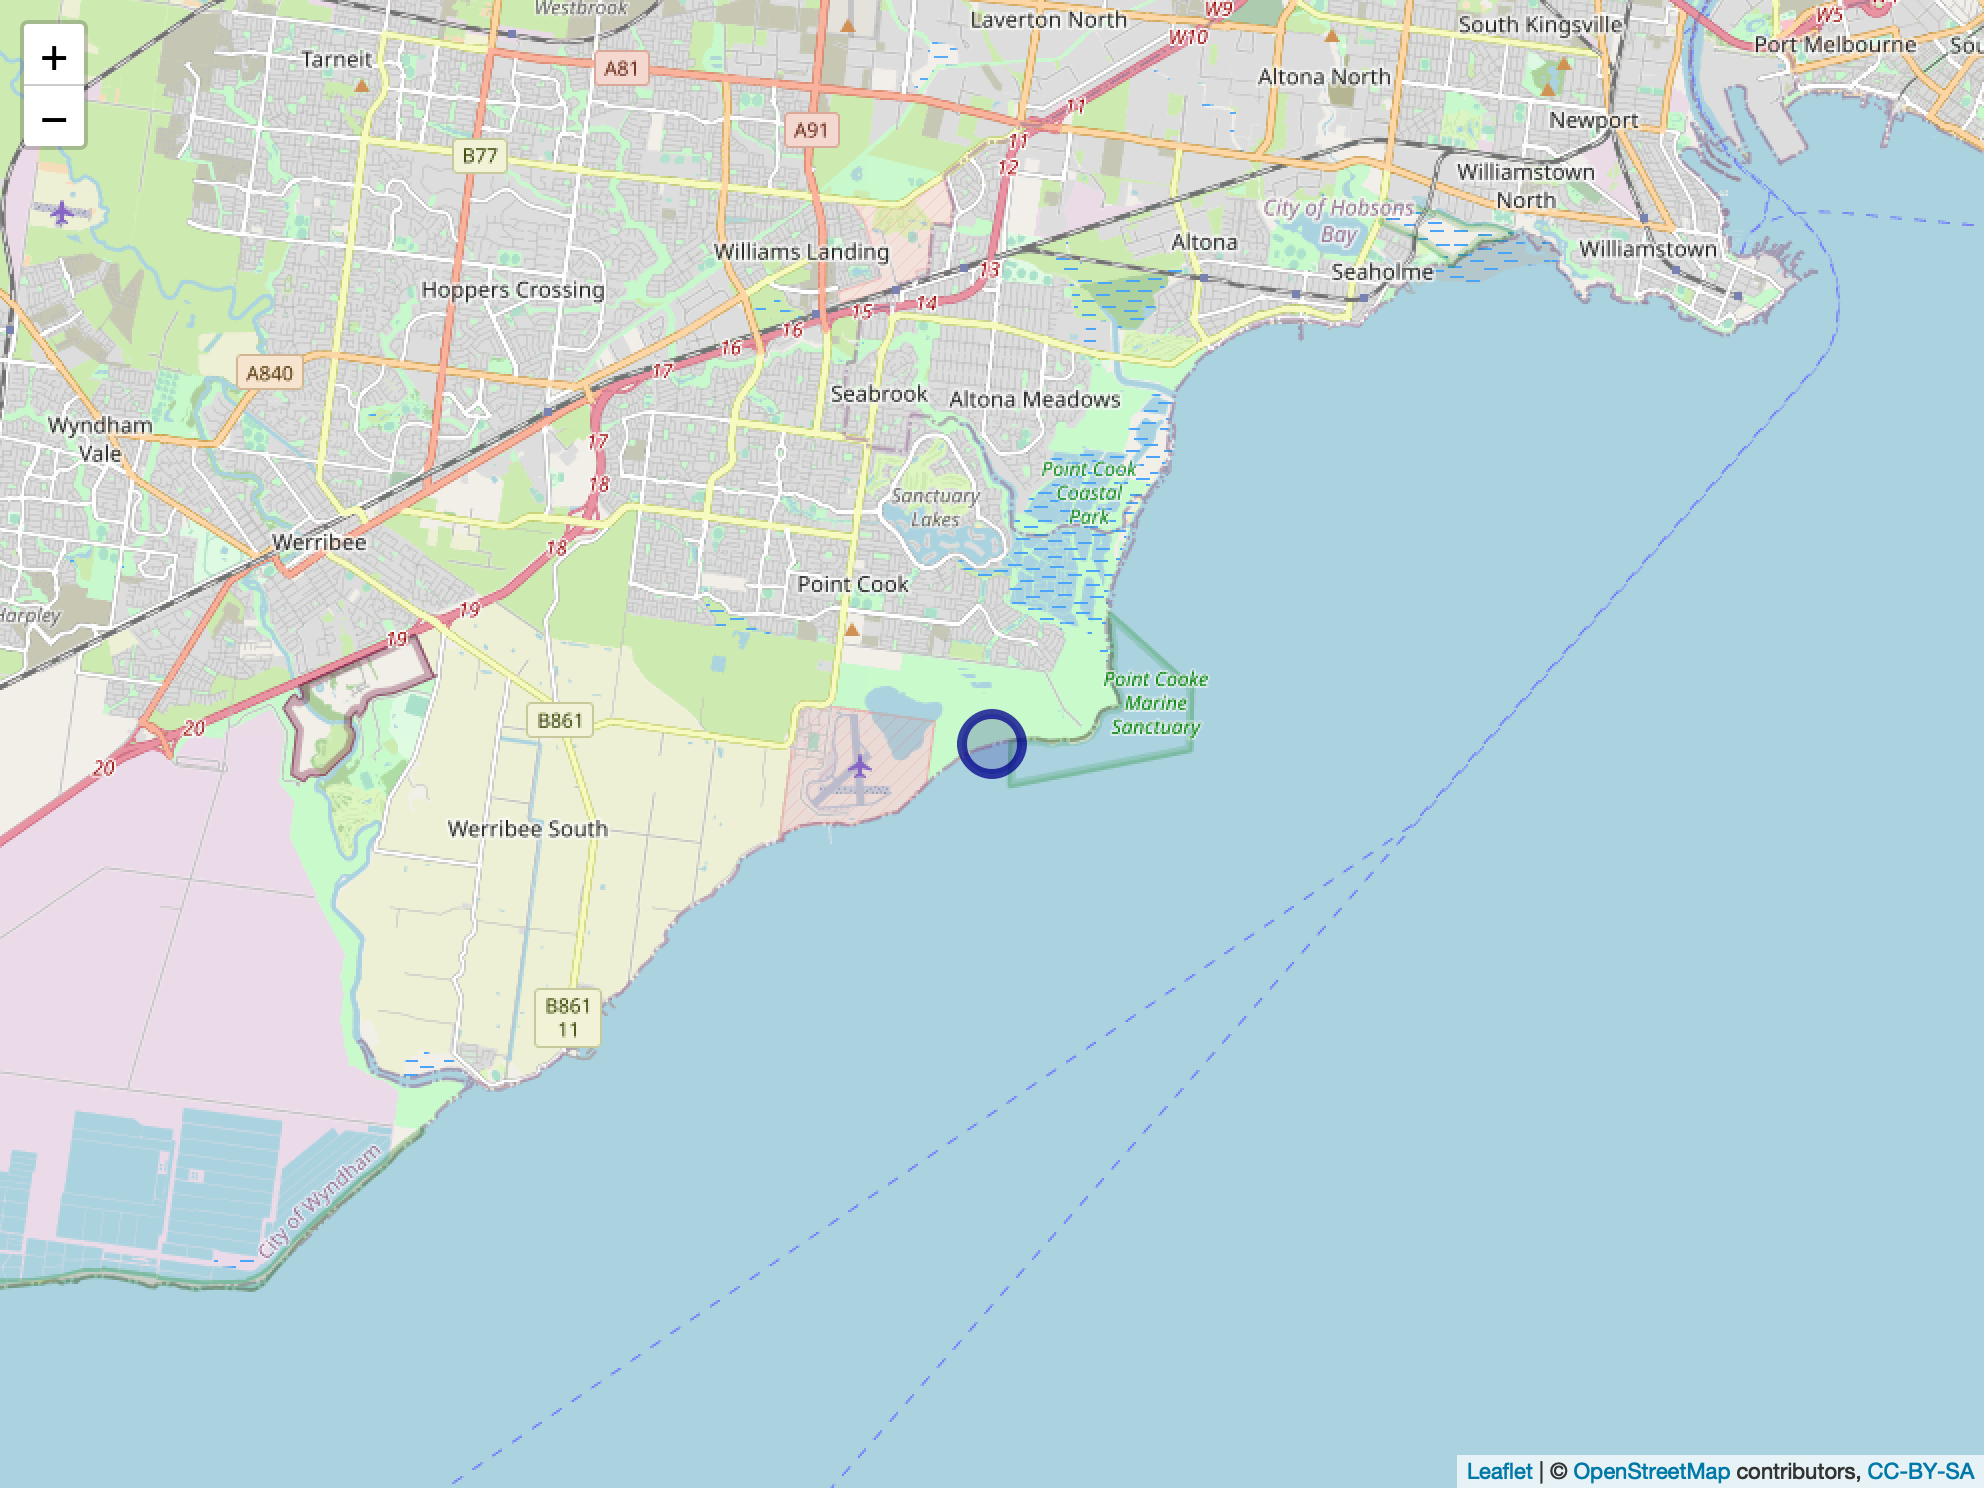 Westbrook
Laverton North
W9
South Kingsville
W5
Port Melbourne
W10
Tarneit
A81
Altona North
+
−
11
Newport
A91
11
B77
12
Williamstown
North
City of Hobsons
Bay
Altona
Williamstown
Williams Landing
13
Seaholme
Hoppers Crossing
14
15
16
16
17
A840
Seabrook
Altona Meadows
Wyndham
Vale
17
Point Cook
Coastal
Park
18
Sanctuary
Lakes
Werribee
18
Point Cook
19
Harpley
19
Point Cooke
Marine
Sanctuary
B861
20
20
Werribee South
B861
11
City of Wyndham
Leaflet | © OpenStreetMap contributors, CC-BY-SA